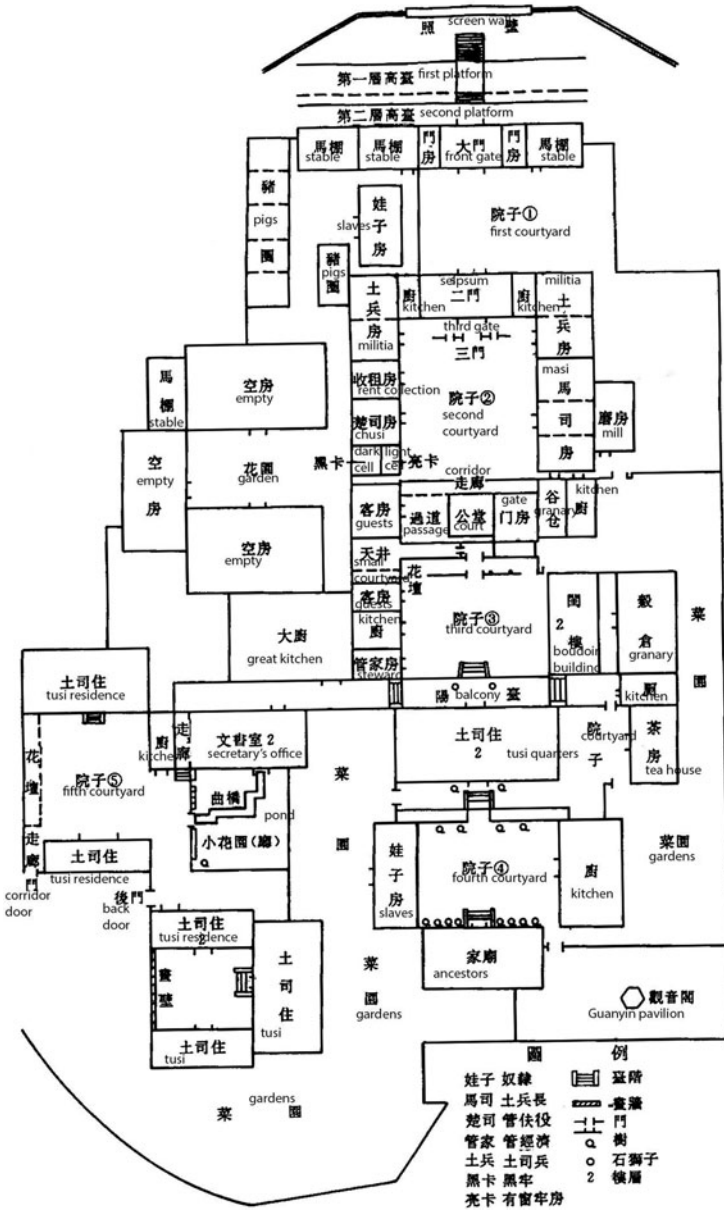 照 壁
screen wall
第一層高臺 first platform
第二層高臺 second platform
馬棚
stable
馬棚
stable
門房
大門
front gate
門房
馬棚
stable
豬圈
pigs
娃子房
slaves
院子①
first courtyard
豬圈
pigs
土兵房
militia
廚
kitchen
二門
廚
kitchen
militia
土兵房
third gate
三門
馬棚
stable
空房
empty
收租房
rent collection
院子②
second courtyard
masi
馬司房
磨房
mill
楚司房
chusi
空房
empty
花園
garden
黑卡
dark cell
light cell
亮卡
corridor
走廊
客房
guests
過道
passage
公堂
court
gate
门房
谷仓
granary
kitchen
廚
空房
empty
天井
small courtyard
花壇
客房
guests
院子③
third courtyard
閨樓2
boudoir building
穀倉
granary
菜園
大廚
great kitchen
kitchen
廚
管家房
steward
土司住
tusi residence
陽 balcony 臺
kitchen
廚
花壇
院子⑤
fifth courtyard
廚
kitchen
走廊
文書室2
secretary's office
土司住
2
tusi quarters
courtyard
院子
茶房
tea house
曲橋
pond
菜園
走廊門
corridor door
土司住
tusi residence
小花園(廊)
娃子房
slaves
院子④
fourth courtyard
廚
kitchen
菜園
gardens
後門
back door
土司住
2
tusi residence
畫壁
土司住
tusi
家廟
ancestors
菜園
gardens
觀音閣
Guanyin pavilion
土司住
tusi
gardens
菜 園
圖 例
娃子 奴隸
馬司 土兵長
楚司 管伕役
管家 管經濟
土兵 土司兵
黑卡 黑牢
亮卡 有窗牢房
臺階
畫牆
門
樹
石獅子
2 樓層